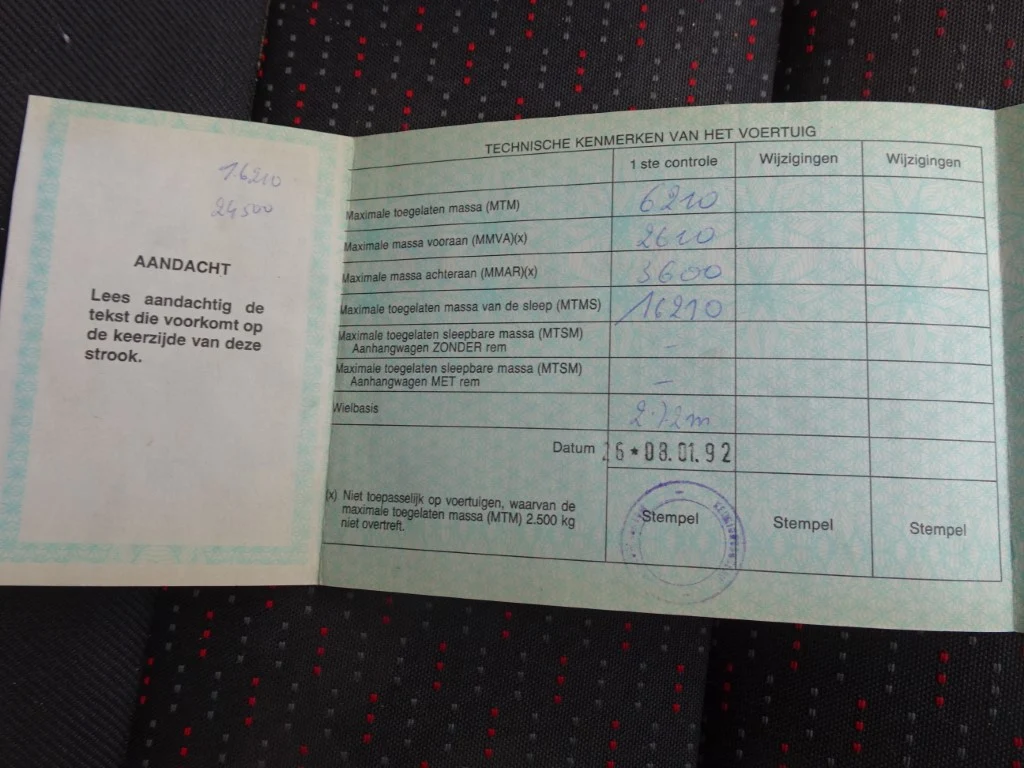 16210
24500
AANDACHT
Lees aandachtig de
tekst die voorkomt op
de keerzijde van deze
strook.
TECHNISCHE KENMERKEN VAN HET VOERTUIG
1 ste controle Wijzigingen Wijzigingen
Maximale toegelaten massa (MTM) 6210
Maximale massa vooraan (MMVA)(x) 2610
Maximale massa achteraan (MMAR)(x) 3600
Maximale toegelaten massa van de sleep (MTMS) 16210
Maximale toegelaten sleepbare massa (MTSM)
Aanhangwagen ZONDER rem -
Maximale toegelaten sleepbare massa (MTSM)
Aanhangwagen MET rem -
Wielbasis 2.72m
Datum 6 * 08.01.92
(x) Niet toepasselijk op voertuigen, waarvan de
maximale toegelaten massa (MTM) 2.500 kg
niet overtreft.
Stempel Stempel Stempel